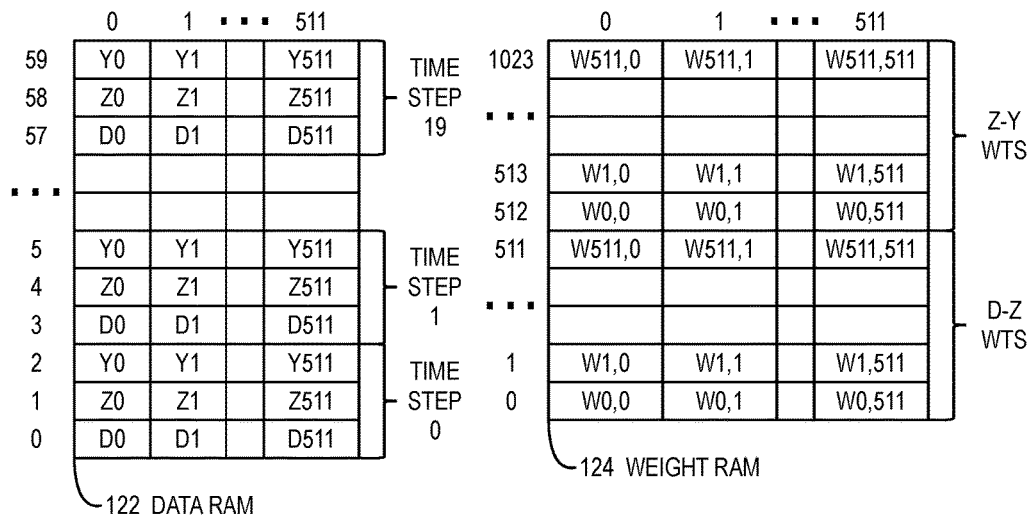 0 1 ... 511
59 Y0 Y1 Y511
58 Z0 Z1 Z511
57 D0 D1 D511
TIME
STEP
19
...
5 Y0 Y1 Y511
4 Z0 Z1 Z511
3 D0 D1 D511
TIME
STEP
1
2 Y0 Y1 Y511
1 Z0 Z1 Z511
0 D0 D1 D511
TIME
STEP
0
122 DATA RAM
0 1 ... 511
1023 W511,0 W511,1 W511,511
...
513 W1,0 W1,1 W1,511
512 W0,0 W0,1 W0,511
Z-Y
WTS
511 W511,0 W511,1 W511,511
...
1 W1,0 W1,1 W1,511
0 W0,0 W0,1 W0,511
D-Z
WTS
124 WEIGHT RAM